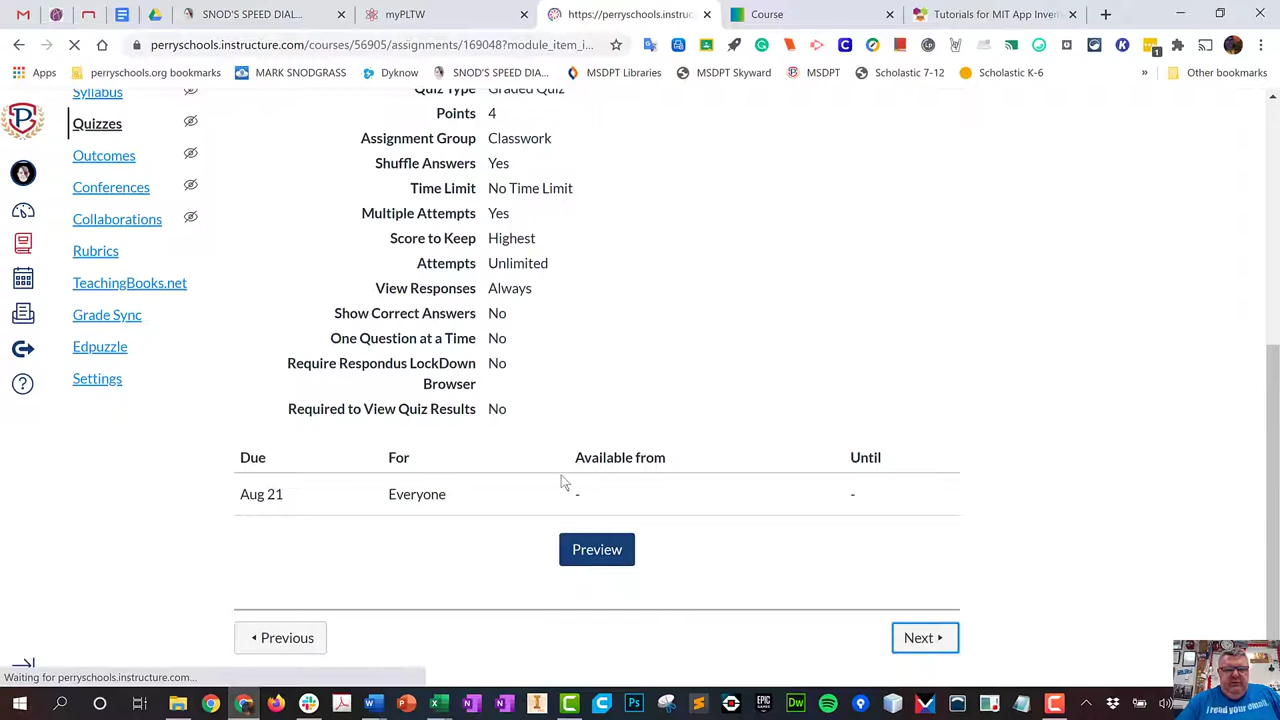 SNOD'S SPEED DIAL...
myPLTW
https://perryschools.instruc
Course
Tutorials for MIT App Inven
perryschools.instructure.com/courses/56905/assignments/169048?module_item_i...
Apps
perryschools.org bookmarks
MARK SNODGRASS
Dyknow
SNOD'S SPEED DIA...
MSDPT Libraries
MSDPT Skyward
MSDPT
Scholastic 7-12
Scholastic K-6
»
Other bookmarks
Syllabus
Quizzes
Outcomes
Conferences
Collaborations
Rubrics
TeachingBooks.net
Grade Sync
Edpuzzle
Settings
Quiz Type Graded Quiz
Points 4
Assignment Group Classwork
Shuffle Answers Yes
Time Limit No Time Limit
Multiple Attempts Yes
Score to Keep Highest
Attempts Unlimited
View Responses Always
Show Correct Answers No
One Question at a Time No
Require Respondus LockDown No
Browser
Required to View Quiz Results No
Due For Available from Until
Aug 21 Everyone - -
Preview
Previous
Next
Waiting for perryschools.instructure.com...
I read your email.